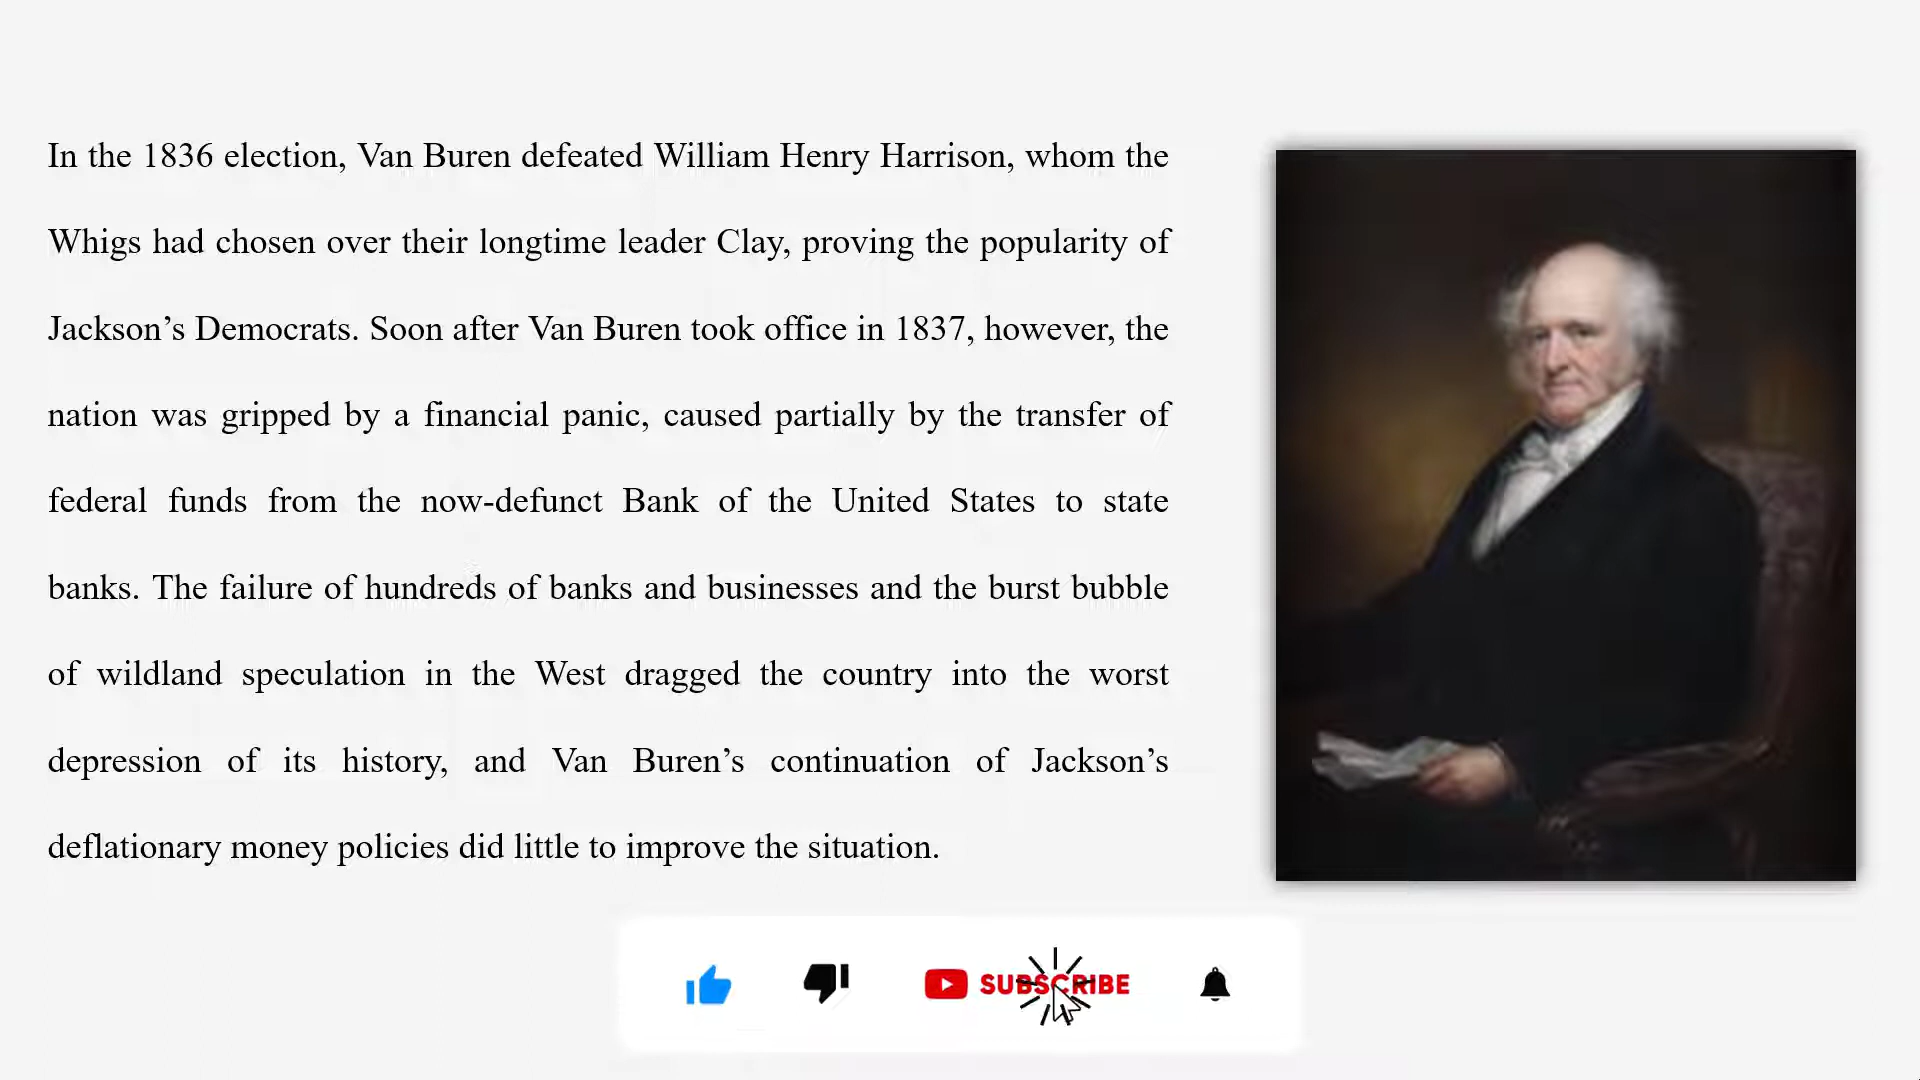 In the 1836 election, Van Buren defeated William Henry Harrison, whom the
Whigs had chosen over their longtime leader Clay, proving the popularity of
Jackson’s Democrats. Soon after Van Buren took office in 1837, however, the
nation was gripped by a financial panic, caused partially by the transfer of
federal funds from the now-defunct Bank of the United States to state
banks. The failure of hundreds of banks and businesses and the burst bubble
of wildland speculation in the West dragged the country into the worst
depression of its history, and Van Buren’s continuation of Jackson’s
deflationary money policies did little to improve the situation.
SUBSCRIBE